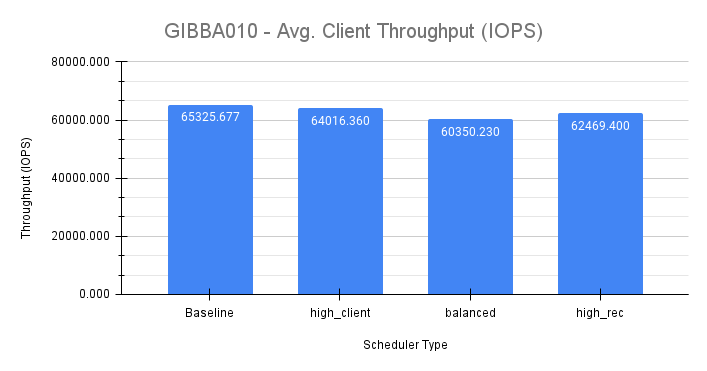 GIBBA010 - Avg. Client Throughput (IOPS)
80000.000
60000.000
40000.000
20000.000
0.000
Throughput (IOPS)
65325.677
64016.360
60350.230
62469.400
Baseline
high_client
balanced
high_rec
Scheduler Type